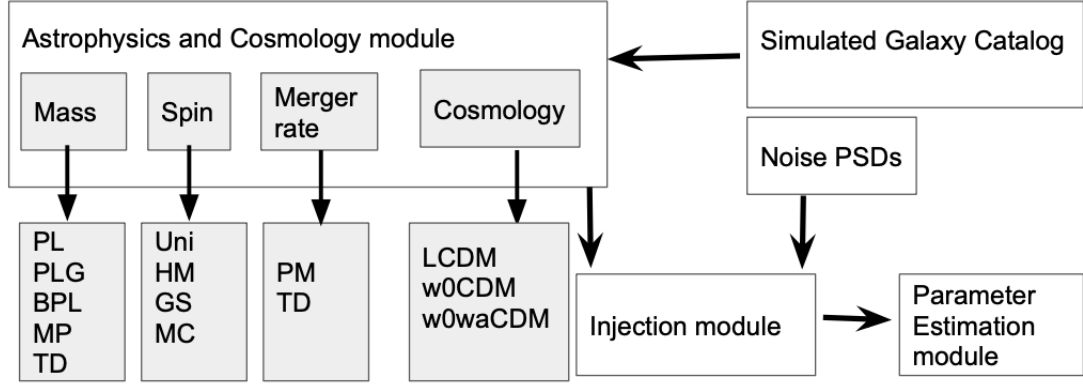 Astrophysics and Cosmology module
Mass
Spin
Merger
rate
Cosmology
Simulated Galaxy Catalog
Noise PSDs
PL
PLG
BPL
MP
TD
Uni
HM
GS
MC
PM
TD
LCDM
w0CDM
w0waCDM
Injection module
Parameter
Estimation
module